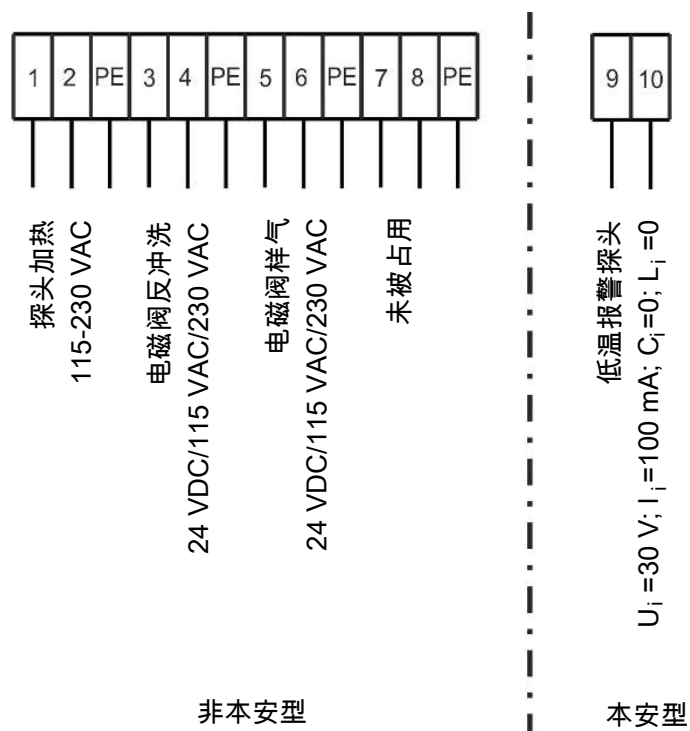 1 2 PE 3 4 PE 5 6 PE 7 8 PE
9 10
探头加热
115-230 VAC
电磁阀反冲洗
24 VDC/115 VAC/230 VAC
电磁阀样气
24 VDC/115 VAC/230 VAC
未被占用
低温报警探头
Ui =30 V; Ii =100 mA; Ci=0; Li =0
非本安型
本安型